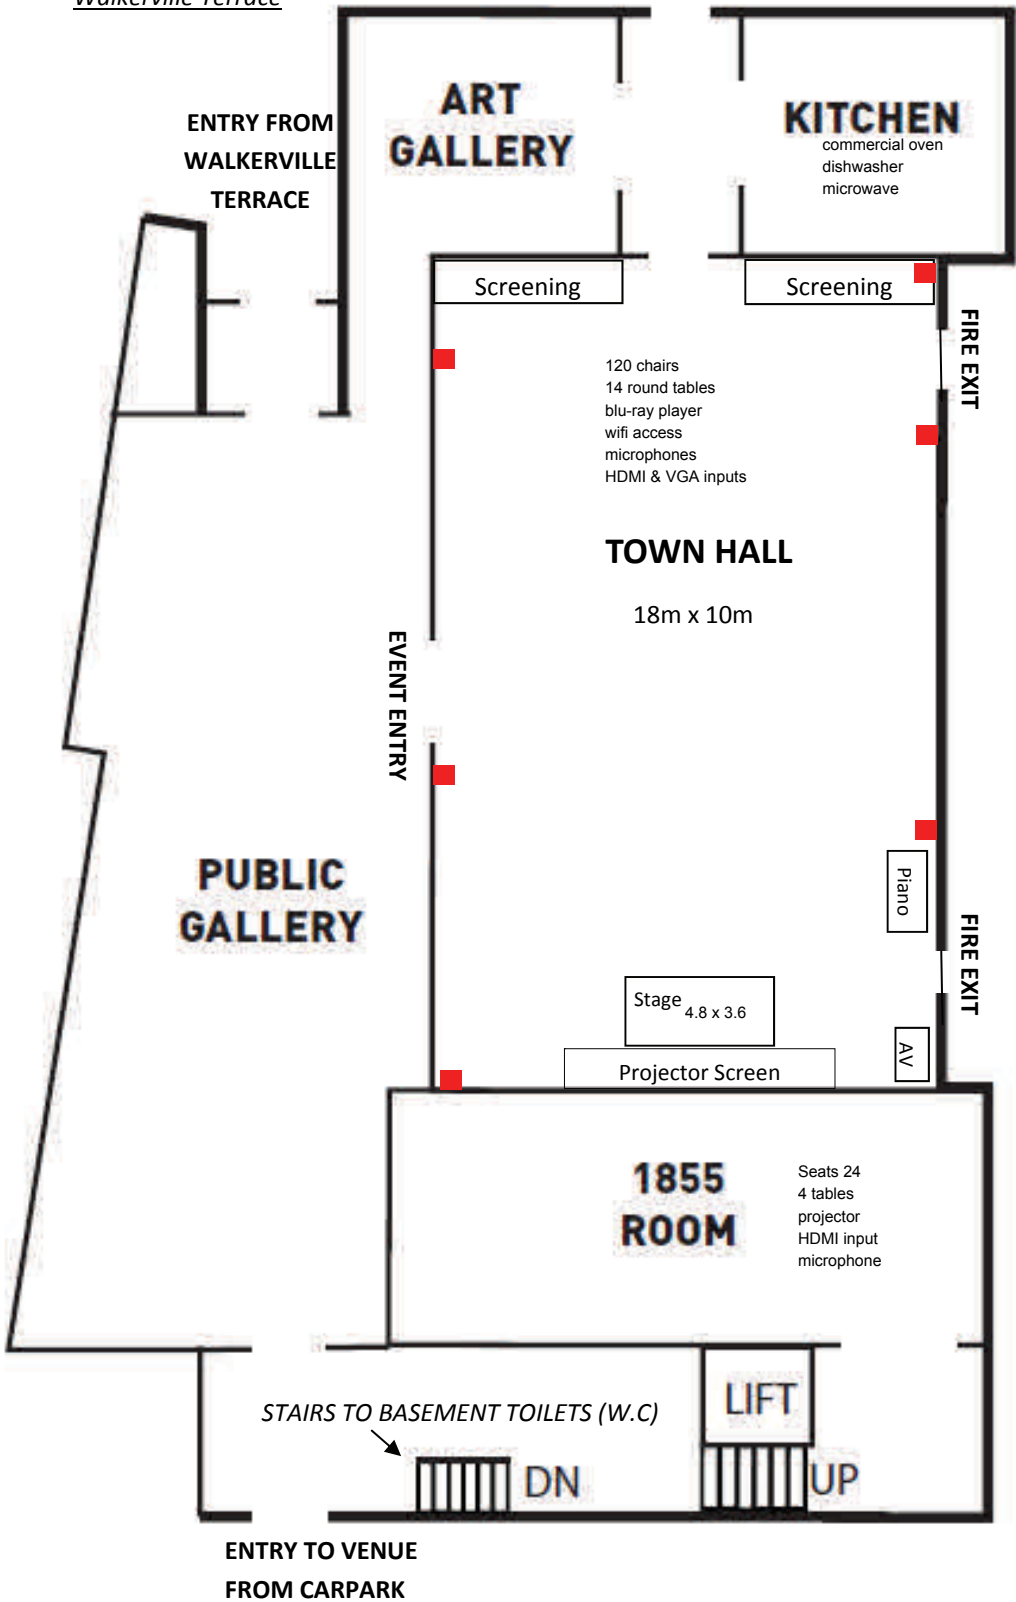 Walkerville Terrace
ART
GALLERY
KITCHEN
commercial oven
dishwasher
microwave
ENTRY FROM
WALKERVILLE
TERRACE
Screening
Screening
FIRE EXIT
120 chairs
14 round tables
blu-ray player
wifi access
microphones
HDMI & VGA inputs
TOWN HALL
18m x 10m
EVENT ENTRY
PUBLIC
GALLERY
Piano
FIRE EXIT
Stage 4.8 x 3.6
AV
Projector Screen
1855
ROOM
Seats 24
4 tables
projector
HDMI input
microphone
LIFT
STAIRS TO BASEMENT TOILETS (W.C)
DN
UP
ENTRY TO VENUE
FROM CARPARK